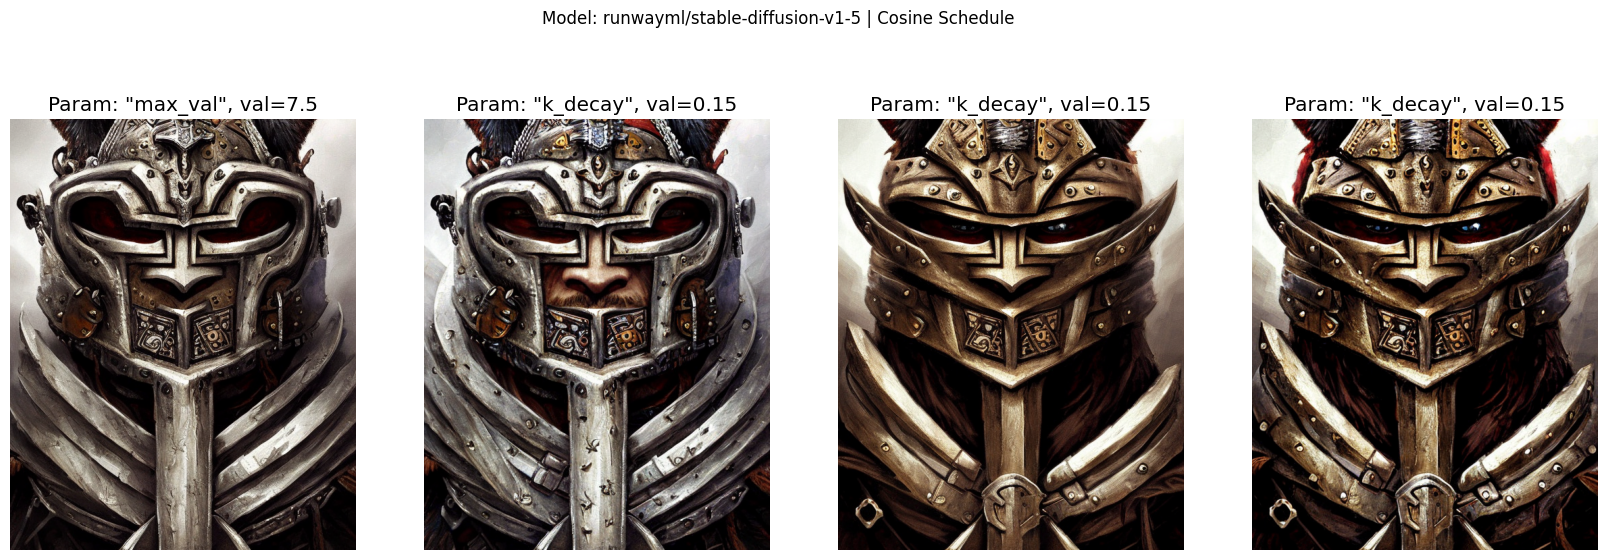 Model: runwayml/stable-diffusion-v1-5 | Cosine Schedule
Param: "max_val", val=7.5
Param: "k_decay", val=0.15
Param: "k_decay", val=0.15
Param: "k_decay", val=0.15